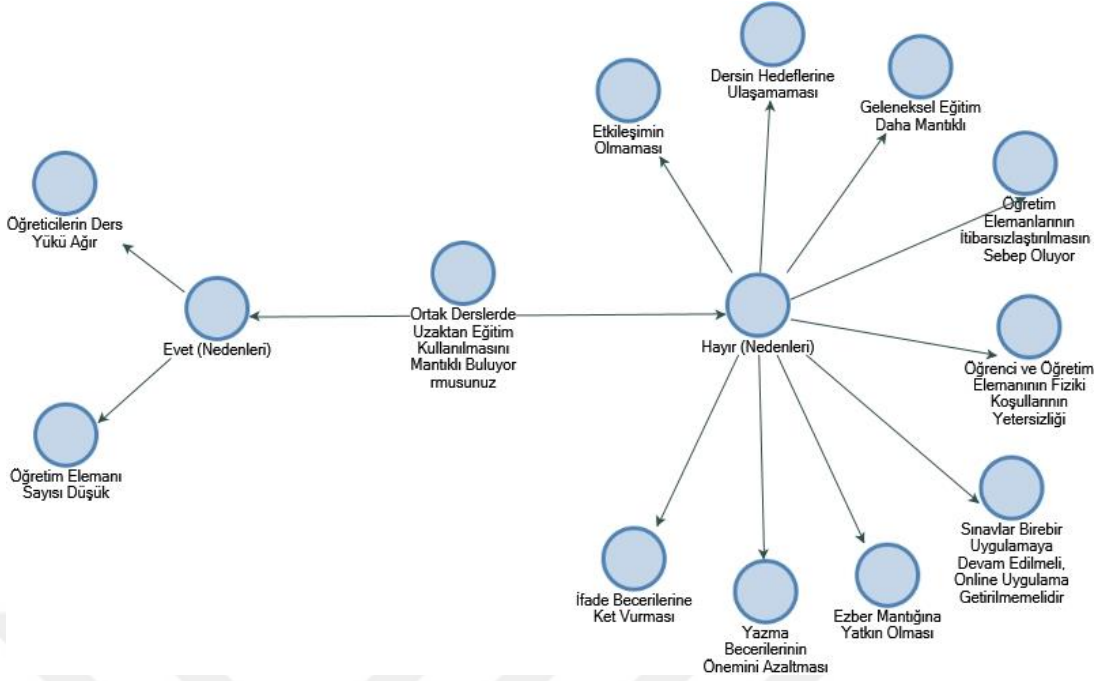 Dersin Hedeflerine
Ulaşamaması
Geleneksel Eğitim
Daha Mantıklı
Etkileşimin
Olmaması
Öğretim
Elemanlarının
İtibarsızlaştırılmasın
Sebep Oluyor
Öğreticilerin Ders
Yükü Ağır
Ortak Derslerde
Uzaktan Eğitim
Kullanılmasını
Mantıklı Buluyor
rmusunuz
Evet (Nedenleri)
Hayır (Nedenleri)
Öğrenci ve Öğretim
Elemanının Fiziki
Koşullarının
Yetersizliği
Öğretim Elemanı
Sayısı Düşük
Sınavlar Birebir
Uygulamaya
Devam Edilmeli,
Online Uygulama
Getirilmemelidir
İfade Becerilerine
Ket Vurması
Yazma
Becerilerinin
Önemini Azaltması
Ezber Mantığına
Yatkın Olması